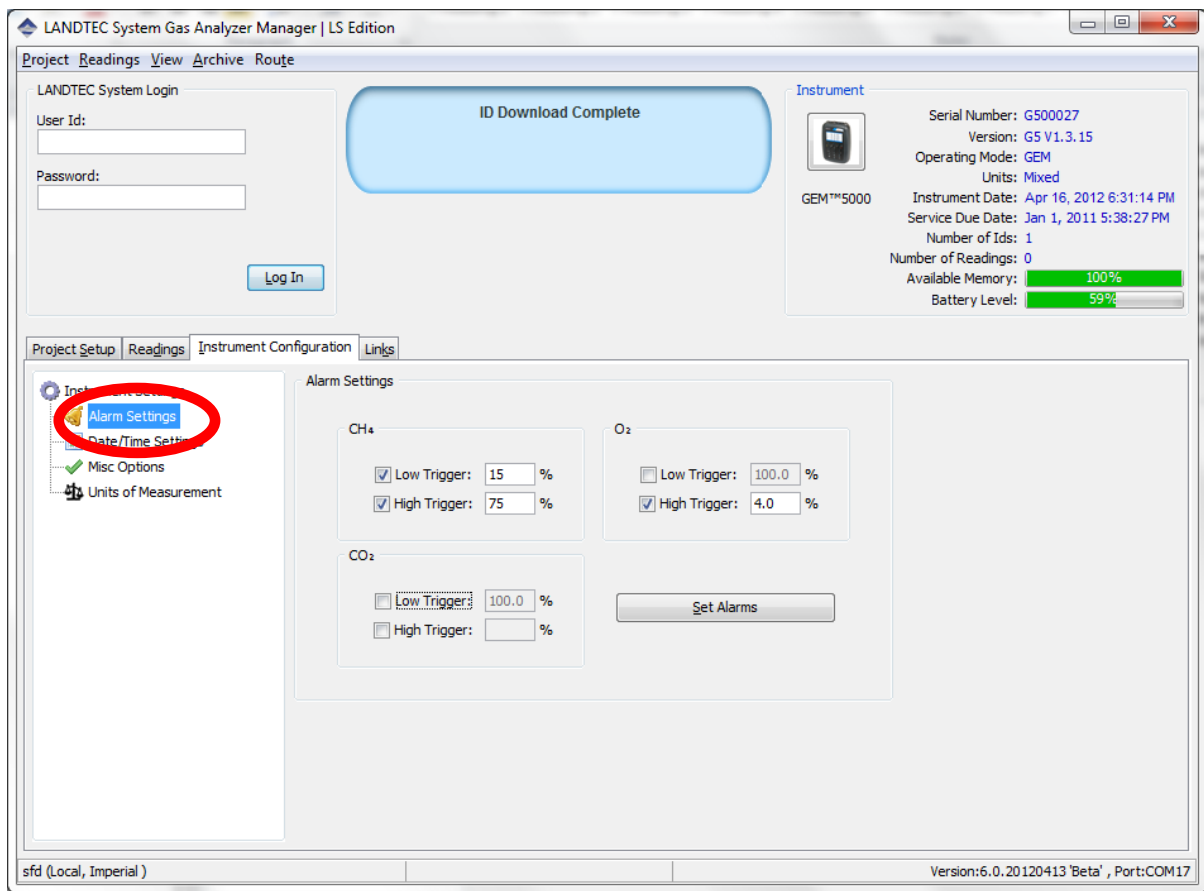 LANDTEC System Gas Analyzer Manager | LS Edition
Project Readings View Archive Route
LANDTEC System Login
User Id:
Password:
Log In
ID Download Complete
Instrument
GEM™5000
Serial Number: G500027
Version: G5 V1.3.15
Operating Mode: GEM
Units: Mixed
Instrument Date: Apr 16, 2012 6:31:14 PM
Service Due Date: Jan 1, 2011 5:38:27 PM
Number of Ids: 1
Number of Readings: 0
Available Memory: 100%
Battery Level: 59%
Project Setup Readings Instrument Configuration Links
Instrument Settings
Alarm Settings
Date/Time Settings
Misc Options
Units of Measurement
Alarm Settings
CH₄
Low Trigger: 15 %
High Trigger: 75 %
O₂
Low Trigger: 100.0 %
High Trigger: 4.0 %
CO₂
Low Trigger: 100.0 %
High Trigger: %
Set Alarms
sfd (Local, Imperial )
Version:6.0.20120413 'Beta' , Port:COM17